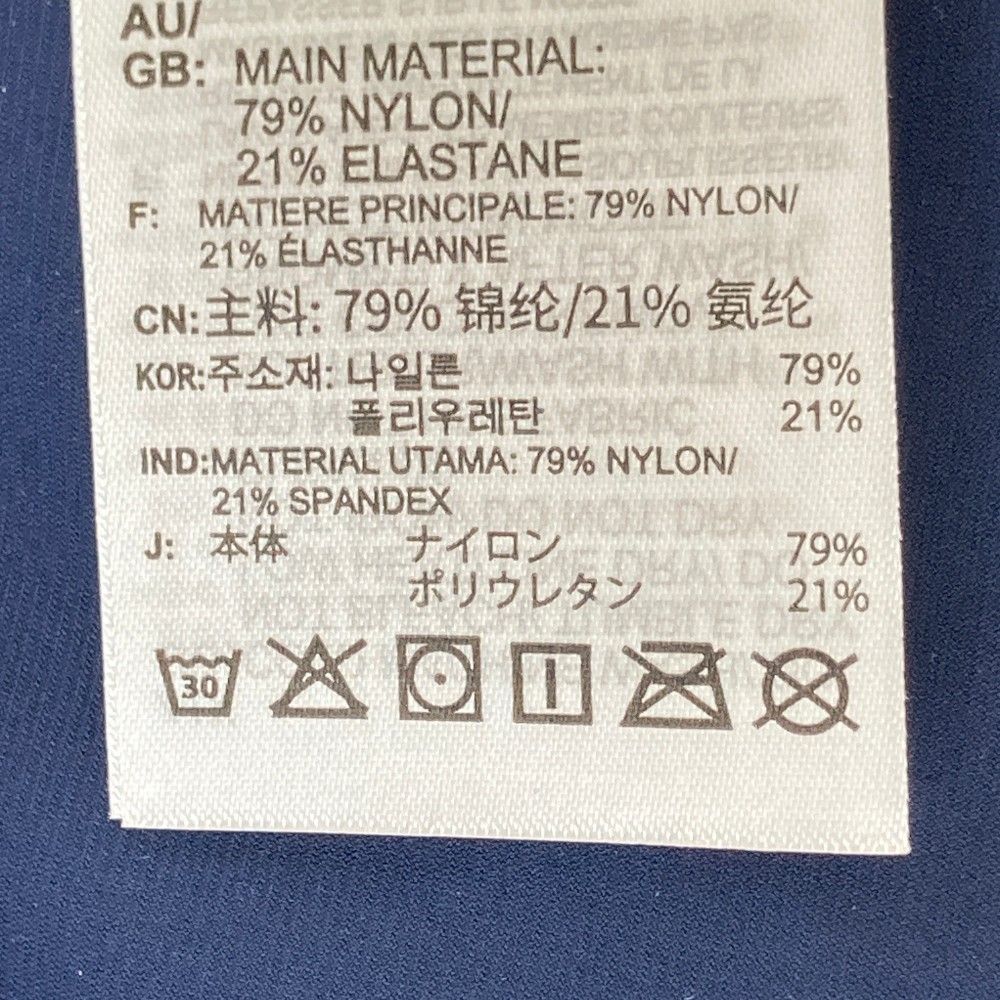 AU/
GB: MAIN MATERIAL:
79% NYLON/
21% ELASTANE
F: MATIERE PRINCIPALE: 79% NYLON/
21% ÉLASTHANNE
CN:主料: 79% 锦纶/21% 氨纶
KOR:주소재: 나일론 79%
폴리우레탄 21%
IND:MATERIAL UTAMA: 79% NYLON/
21% SPANDEX
J: 本体 ナイロン 79%
ポリウレタン 21%
30